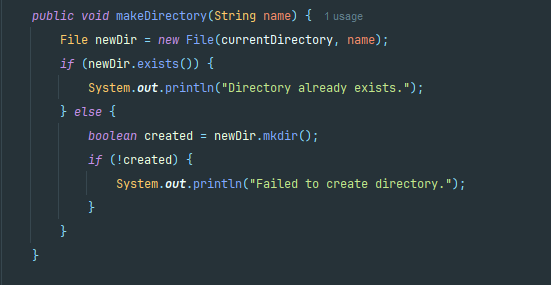 public void makeDirectory(String name) { 1 usage
File newDir = new File(currentDirectory, name);
if (newDir.exists()) {
System.out.println("Directory already exists.");
} else {
boolean created = newDir.mkdir();
if (!created) {
System.out.println("Failed to create directory.");
}
}
}